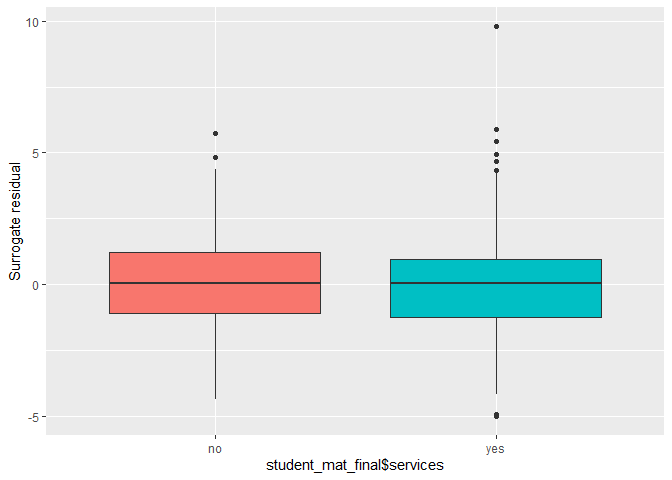 10
5
0
-5
Surrogate residual
no yes
student_mat_final$services